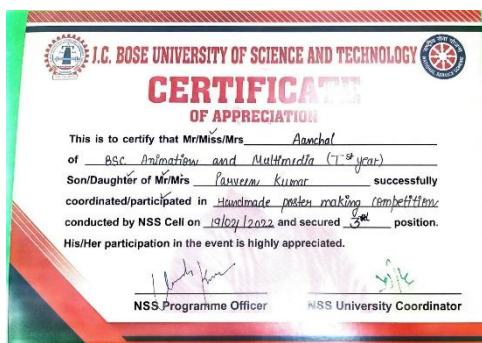 J.C. BOSE UNIVERSITY OF SCIENCE AND TECHNOLOGY
CERTIFICATE
OF APPRECIATION
This is to certify that Mr/Miss/Mrs Aanchal
of BSC. Animation and Multimedia (Ist year)
Son/Daughter of Mr/Mrs Parveen Kumar successfully
coordinated/participated in Handmade poster making competition
conducted by NSS Cell on 19/02/2022 and secured 3rd position.
His/Her participation in the event is highly appreciated.
NSS Programme Officer NSS University Coordinator